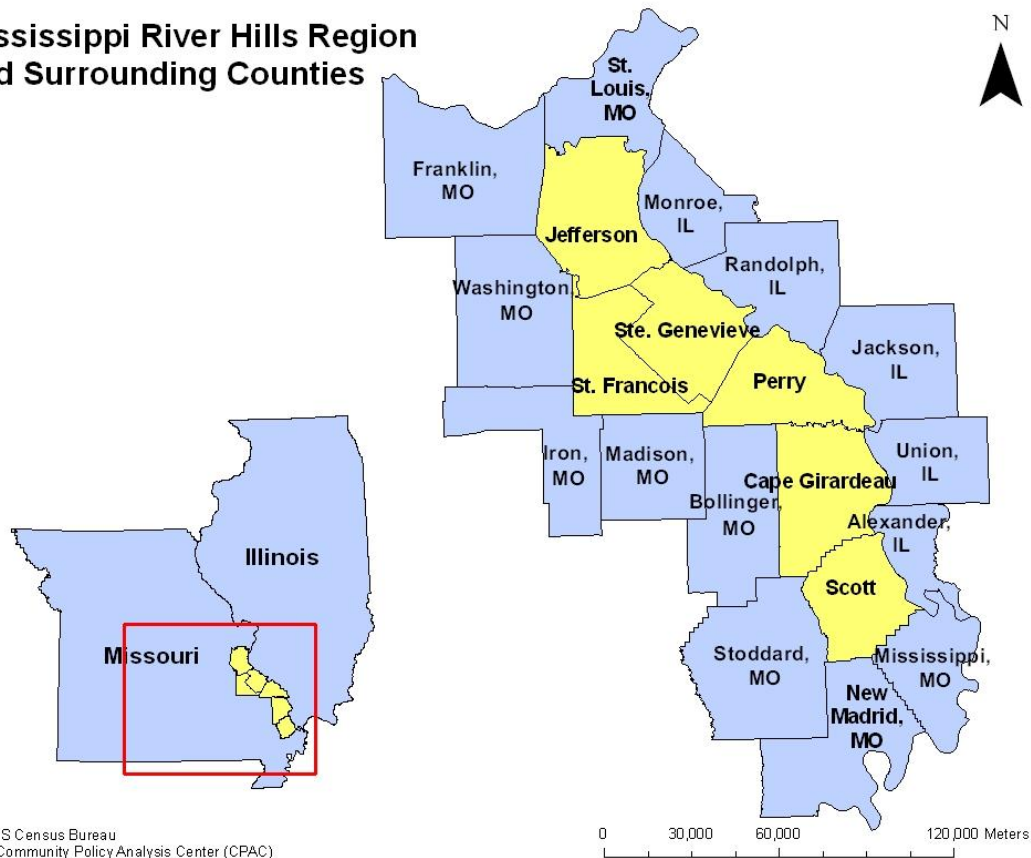 ssissippi River Hills Region
d Surrounding Counties
N
St.
Louis,
MO
Franklin,
MO
Monroe,
IL
Jefferson
Randolph,
IL
Washington,
MO
Ste. Genevieve
Jackson,
IL
St. Francois
Perry
Iron,
MO
Madison,
MO
Union,
IL
Cape Girardeau
Bollinger,
MO
Alexander,
IL
Illinois
Scott
Missouri
Stoddard,
MO
Mississippi,
MO
New
Madrid,
MO
S Census Bureau
Community Policy Analysis Center (CPAC)
0 30,000 60,000 120,000 Meters